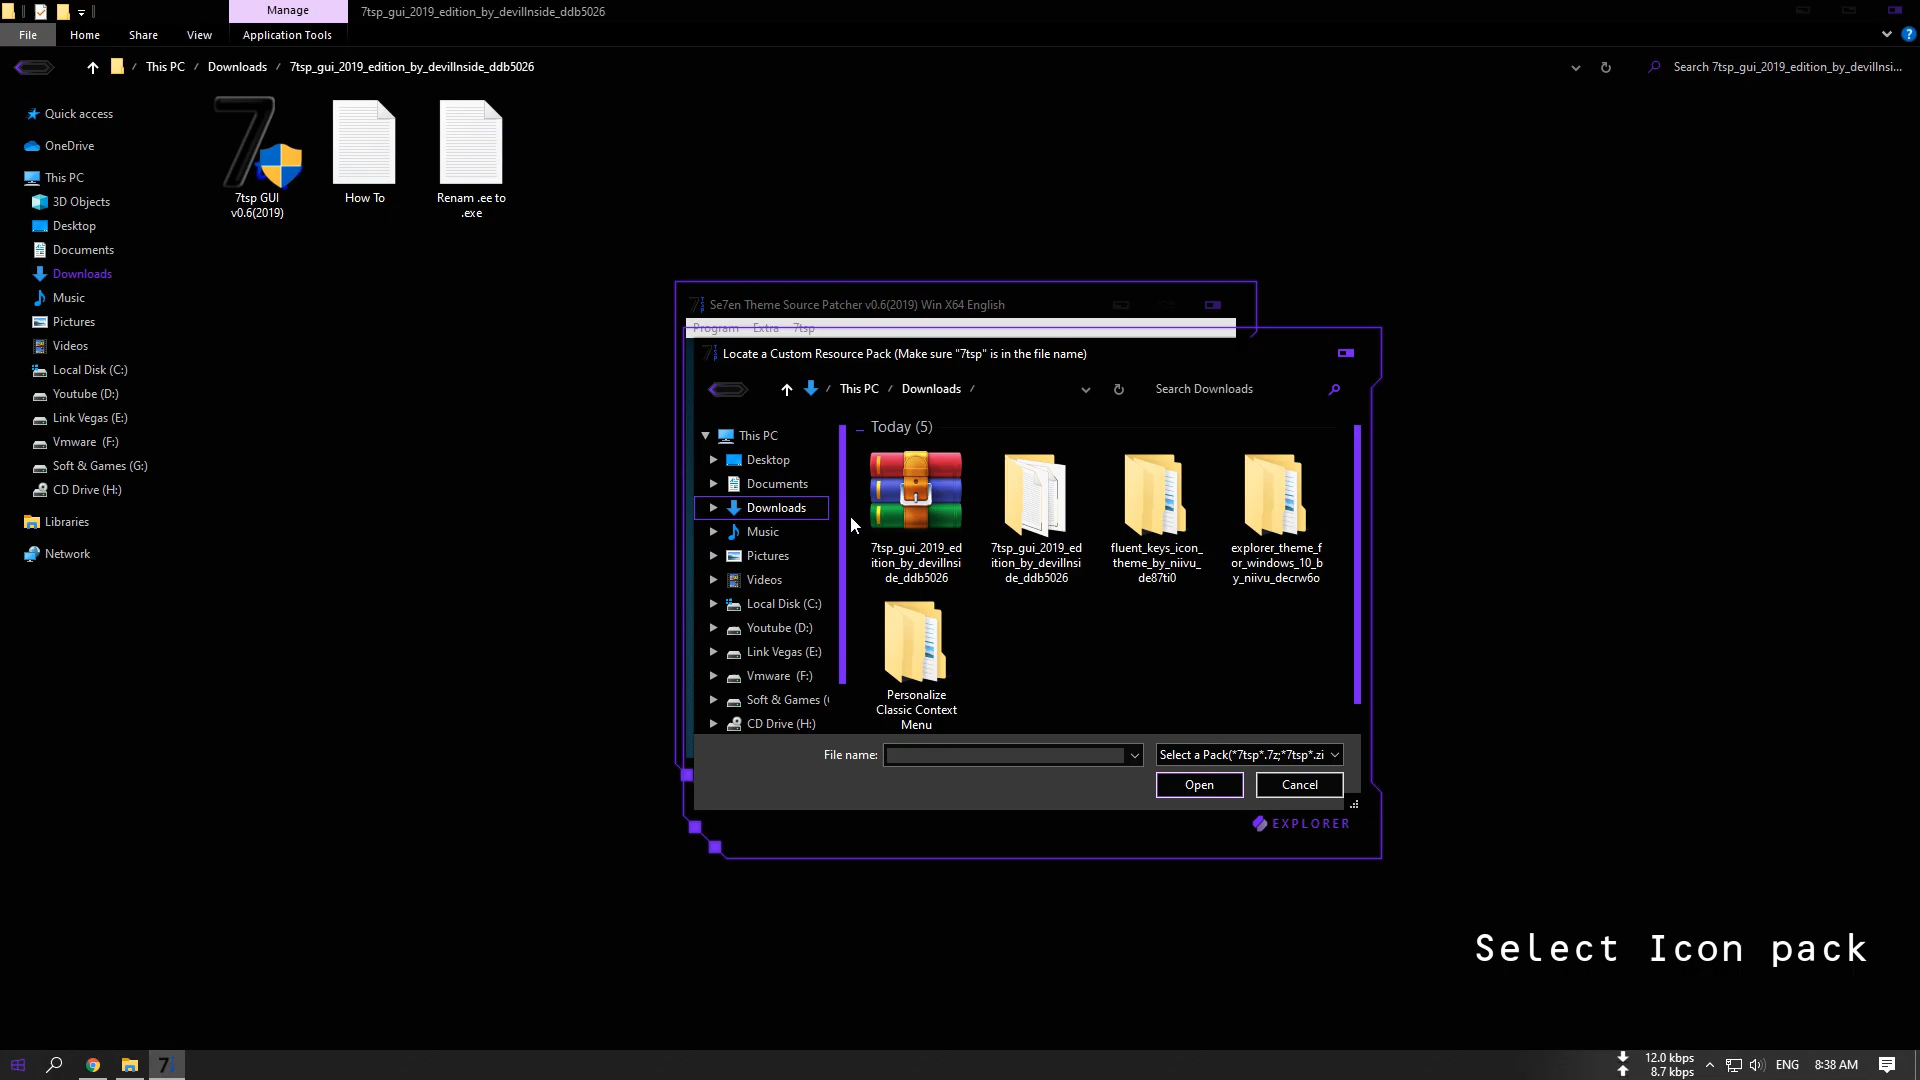 Manage
7tsp_gui_2019_edition_by_devillnside_ddb5026
File
Home
Share
View
Application Tools
This PC / Downloads / 7tsp_gui_2019_edition_by_devillnside_ddb5026
Search 7tsp_gui_2019_edition_by_devillnsi...
Quick access
OneDrive
This PC
3D Objects
Desktop
Documents
Downloads
Music
Pictures
Videos
Local Disk (C:)
Youtube (D:)
Link Vegas (E:)
Vmware (F:)
Soft & Games (G:)
CD Drive (H:)
Libraries
Network
7tsp GUI
v0.6(2019)
How To
Renam .ee to
.exe
Se7en Theme Source Patcher v0.6(2019) Win X64 English
Program Extra 7tsp
Locate a Custom Resource Pack (Make sure "7tsp" is in the file name)
This PC / Downloads /
Search Downloads
This PC
Desktop
Documents
Downloads
Music
Pictures
Videos
Local Disk (C:)
Youtube (D:)
Link Vegas (E:)
Vmware (F:)
Soft & Games (
CD Drive (H:)
Today (5)
7tsp_gui_2019_ed
ition_by_devillnsi
de_ddb5026
7tsp_gui_2019_ed
ition_by_devillnsi
de_ddb5026
fluent_keys_icon_
theme_by_niivu_
de87ti0
explorer_theme_f
or_windows_10_b
y_niivu_decrw6o
Personalize
Classic Context
Menu
File name:
Select a Pack(*7tsp*.7z;*7tsp*.zi
Open
Cancel
EXPLORER
Select Icon pack
12.0 kbps
8.7 kbps
ENG
8:38 AM